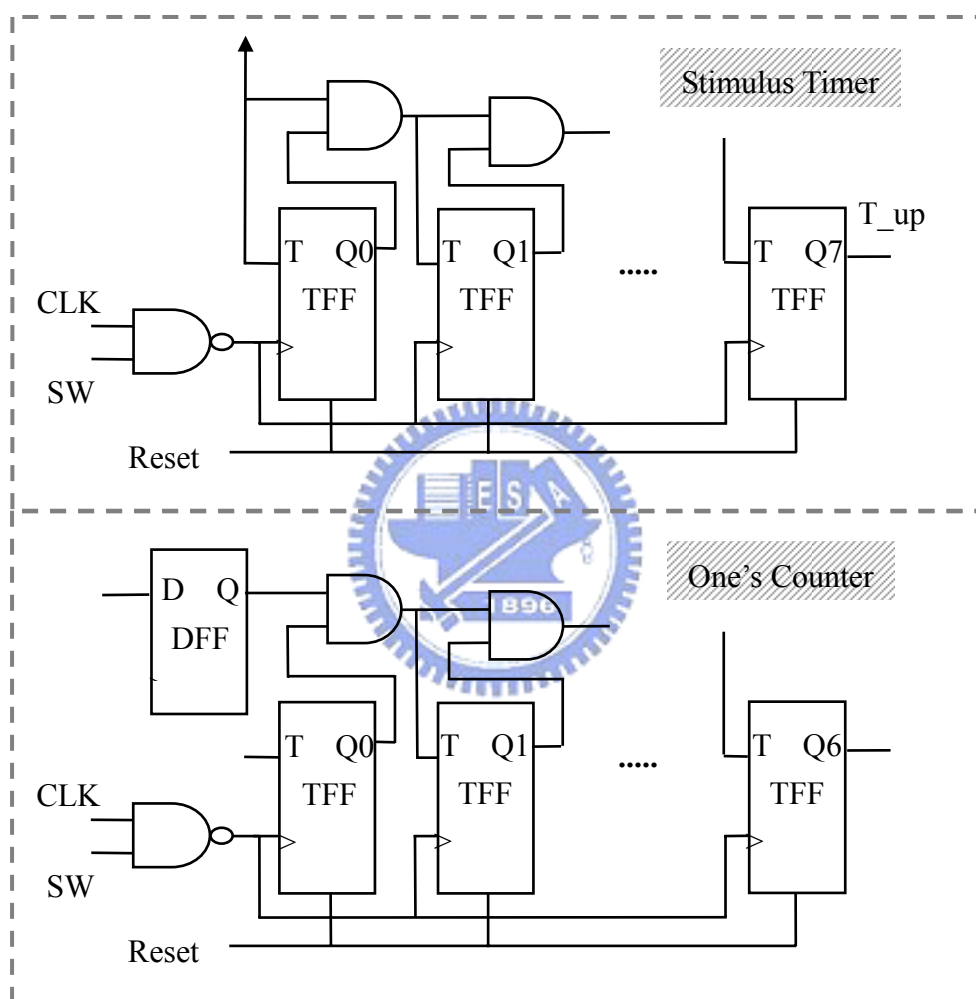 Stimulus Timer
T_up
T Q0
TFF
T Q1
TFF
.....
T Q7
TFF
CLK
SW
Reset
E S A
1896
One's Counter
D Q
DFF
T Q0
TFF
T Q1
TFF
.....
T Q6
TFF
CLK
SW
Reset